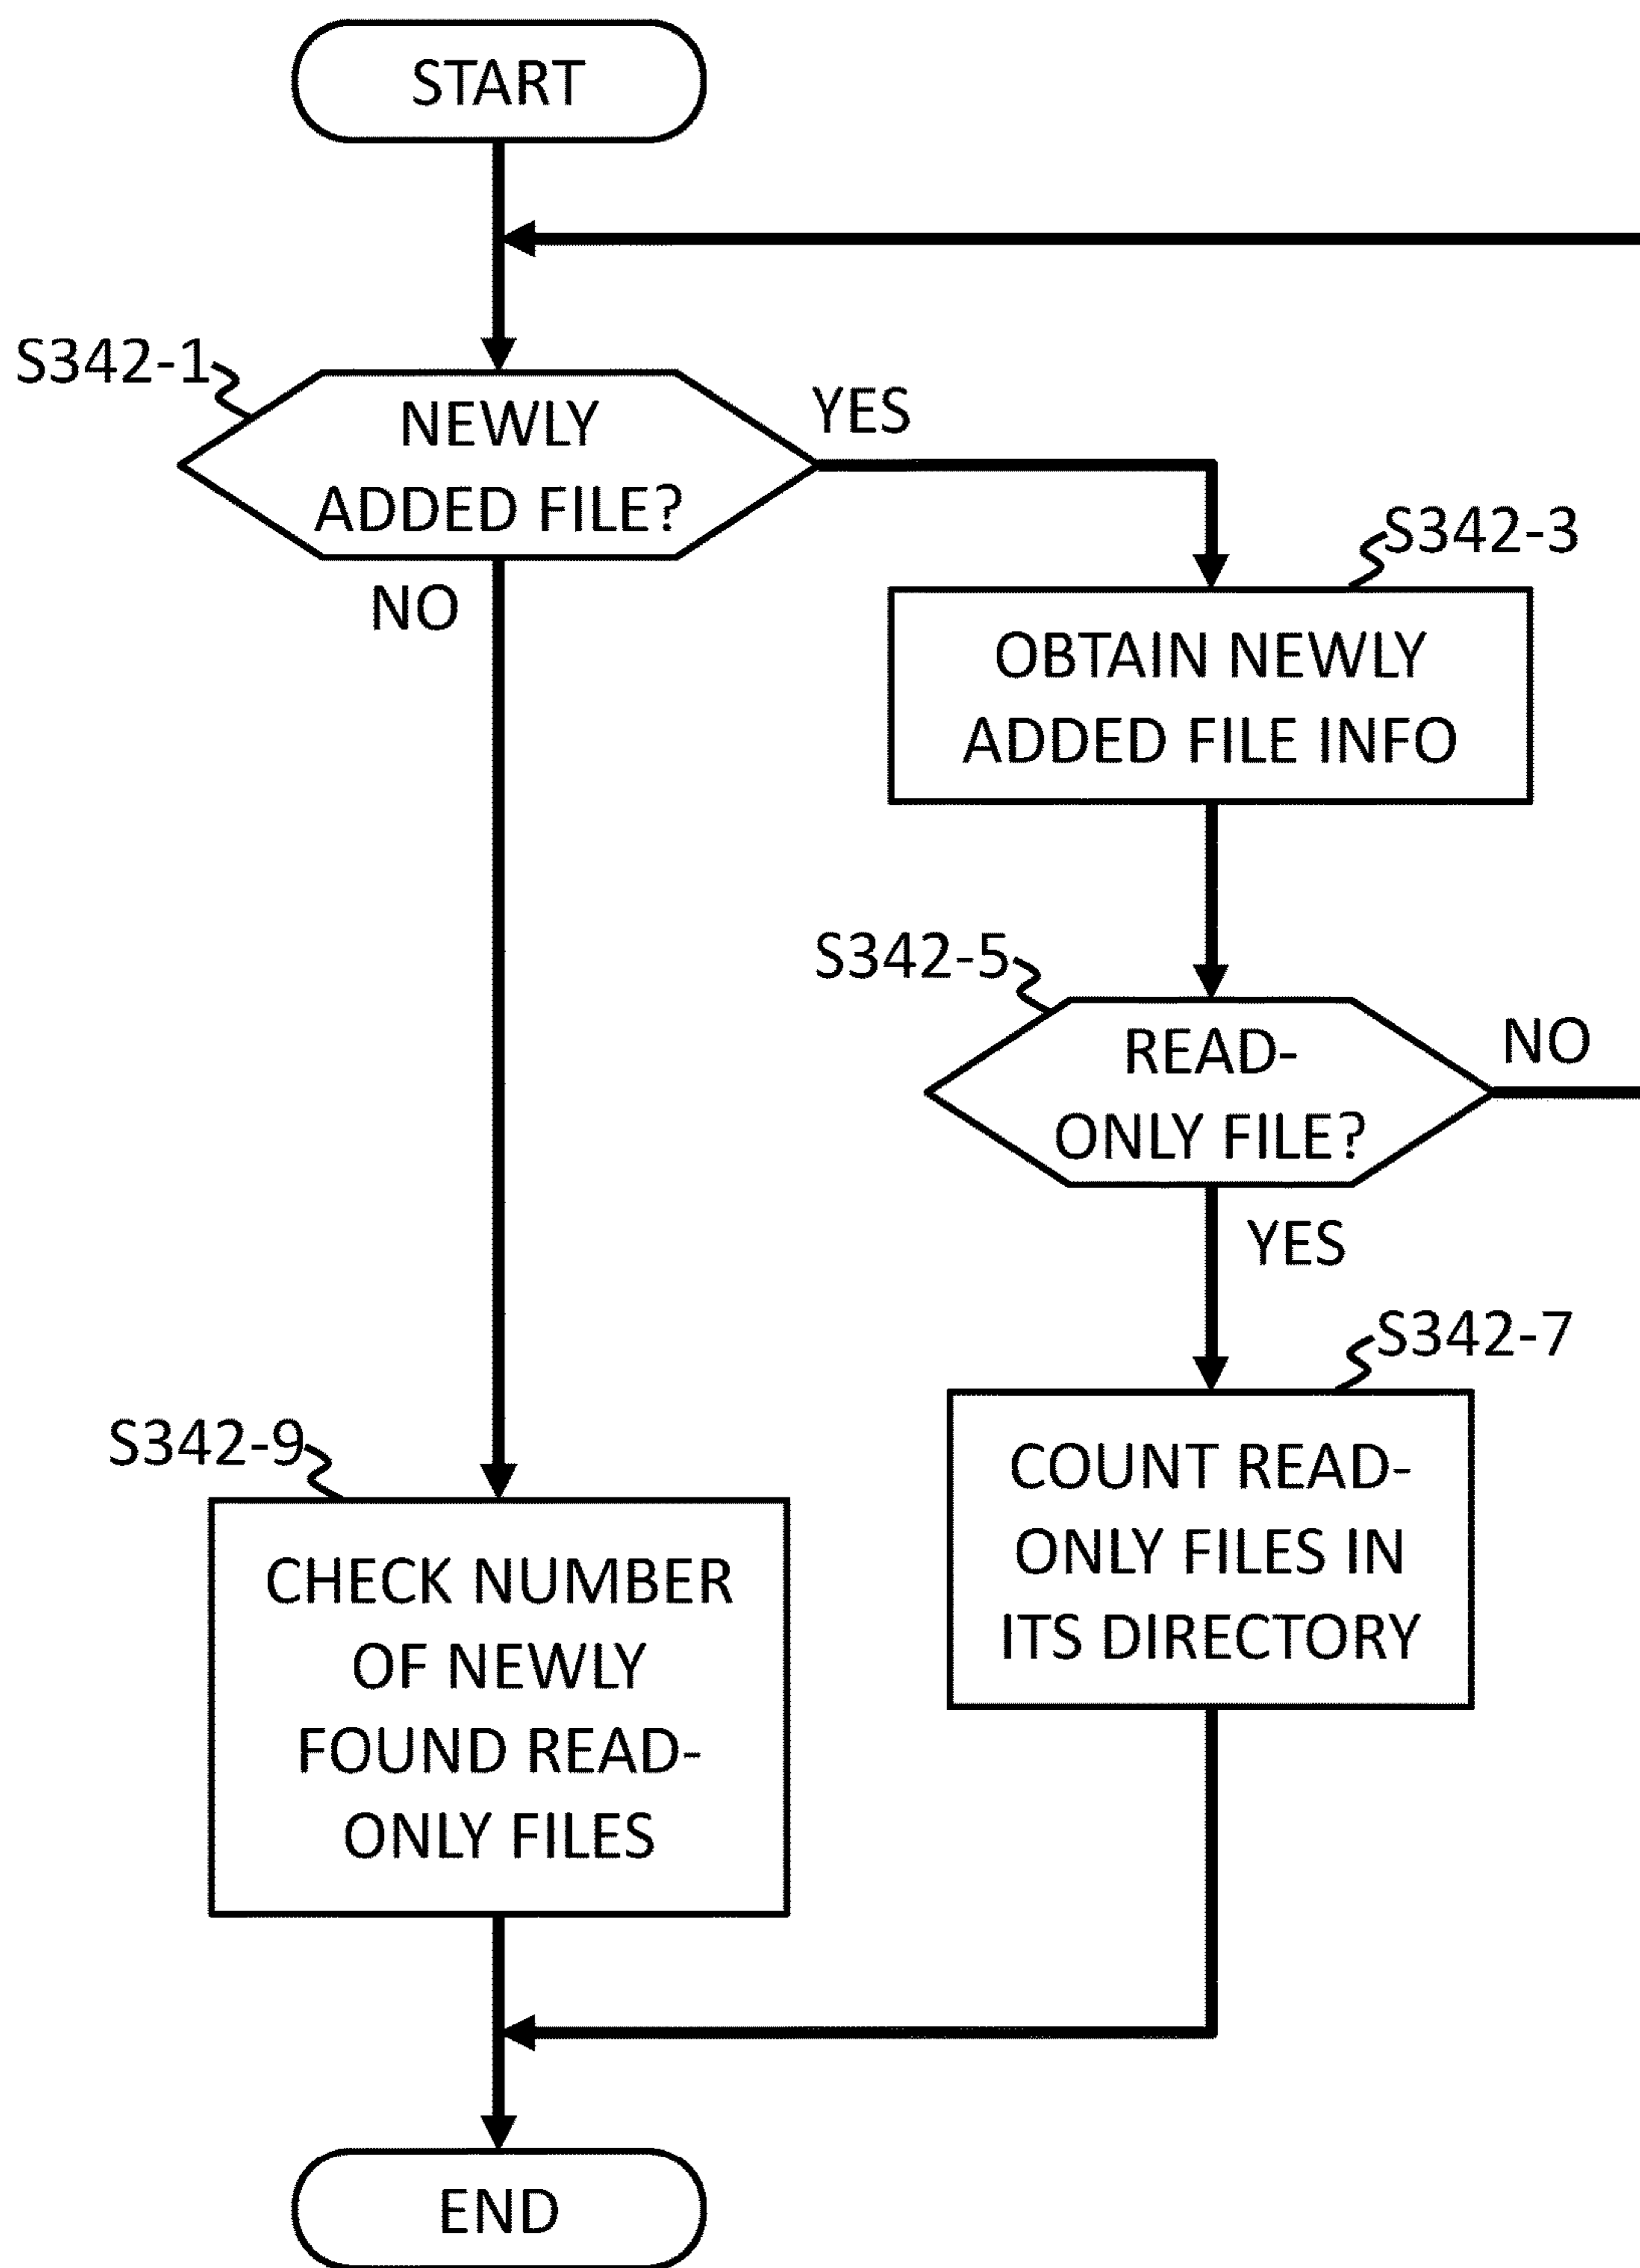 START
S342-1
NEWLY
ADDED FILE?
YES
NO
S342-3
OBTAIN NEWLY
ADDED FILE INFO
S342-5
READ-
ONLY FILE?
NO
YES
S342-7
COUNT READ-
ONLY FILES IN
ITS DIRECTORY
S342-9
CHECK NUMBER
OF NEWLY
FOUND READ-
ONLY FILES
END